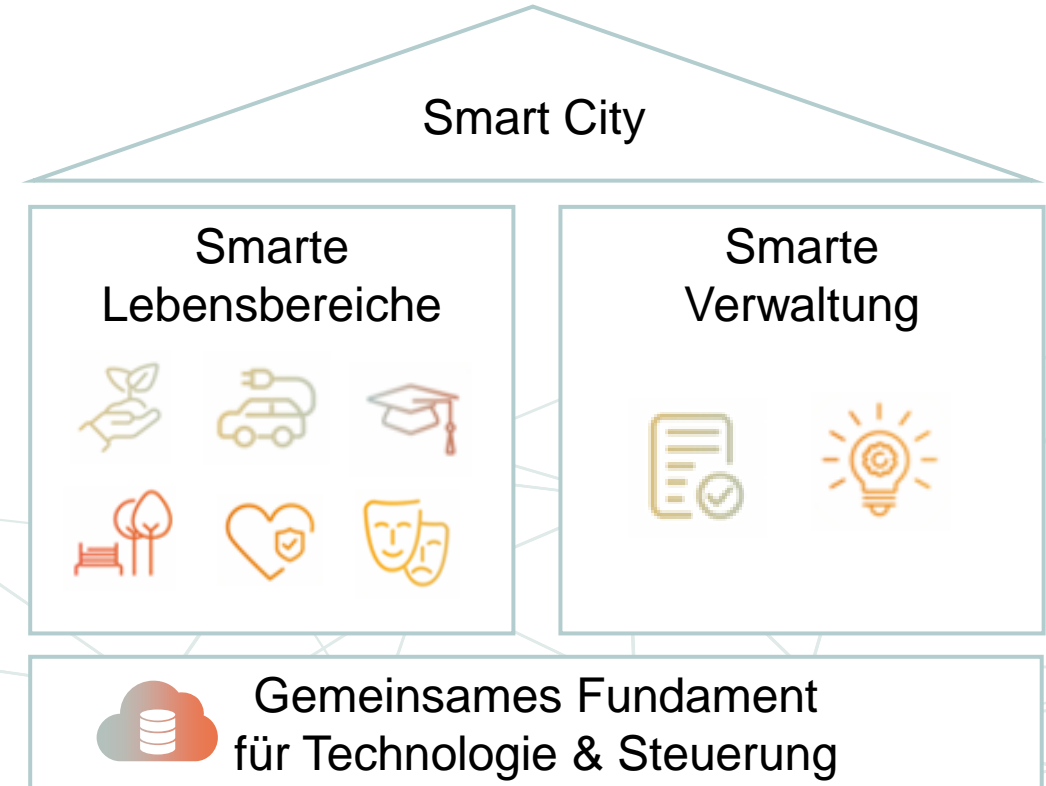 Smart City
Smarte
Lebensbereiche
Smarte
Verwaltung
Gemeinsames Fundament
für Technologie & Steuerung